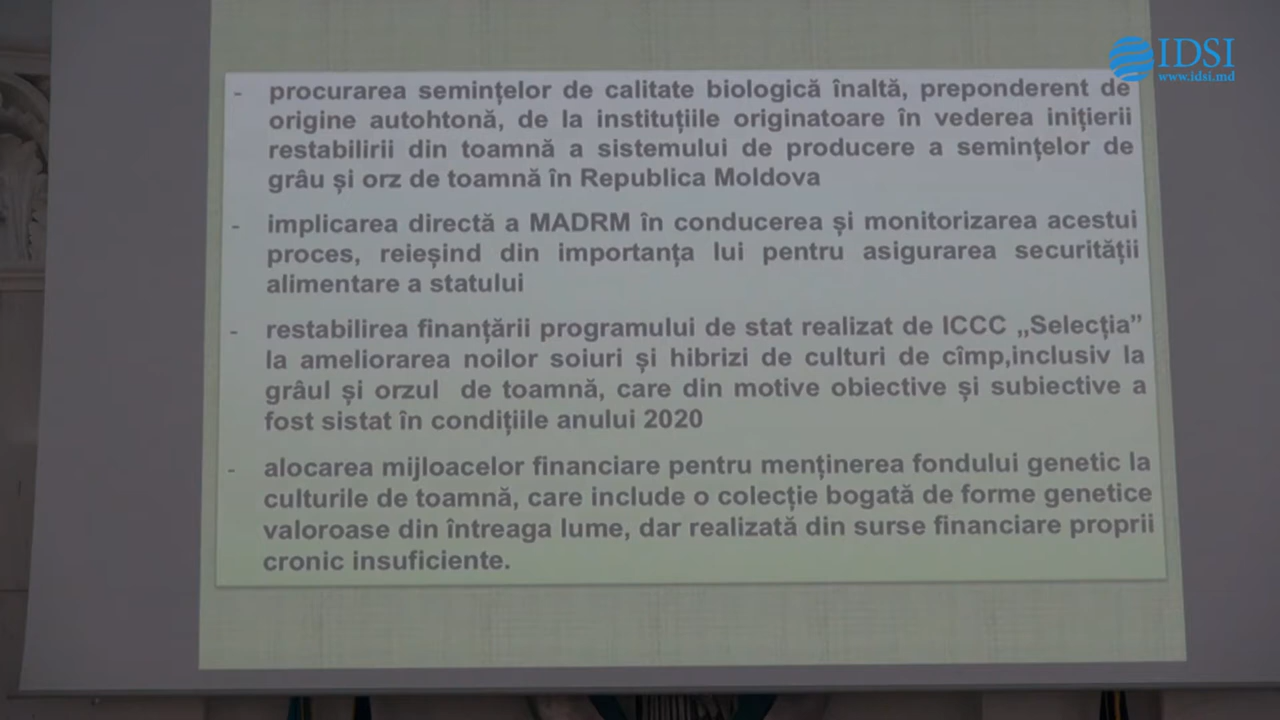 IDSI
www.idsi.md
- procurarea semințelor de calitate biologică înaltă, preponderent de
origine autohtonă, de la instituțiile originatoare în vederea inițierii
restabilirii din toamnă a sistemului de producere a semințelor de
grâu și orz de toamnă în Republica Moldova
- implicarea directă a MADRM în conducerea și monitorizarea acestui
proces, reieșind din importanța lui pentru asigurarea securității
alimentare a statului
- restabilirea finanțării programului de stat realizat de ICCC „Selecția”
la ameliorarea noilor soiuri și hibrizi de culturi de cîmp,inclusiv la
grâul și orzul de toamnă, care din motive obiective și subiective a
fost sistat în condițiile anului 2020
- alocarea mijloacelor financiare pentru menținerea fondului genetic la
culturile de toamnă, care include o colecție bogată de forme genetice
valoroase din întreaga lume, dar realizată din surse financiare proprii
cronic insuficiente.